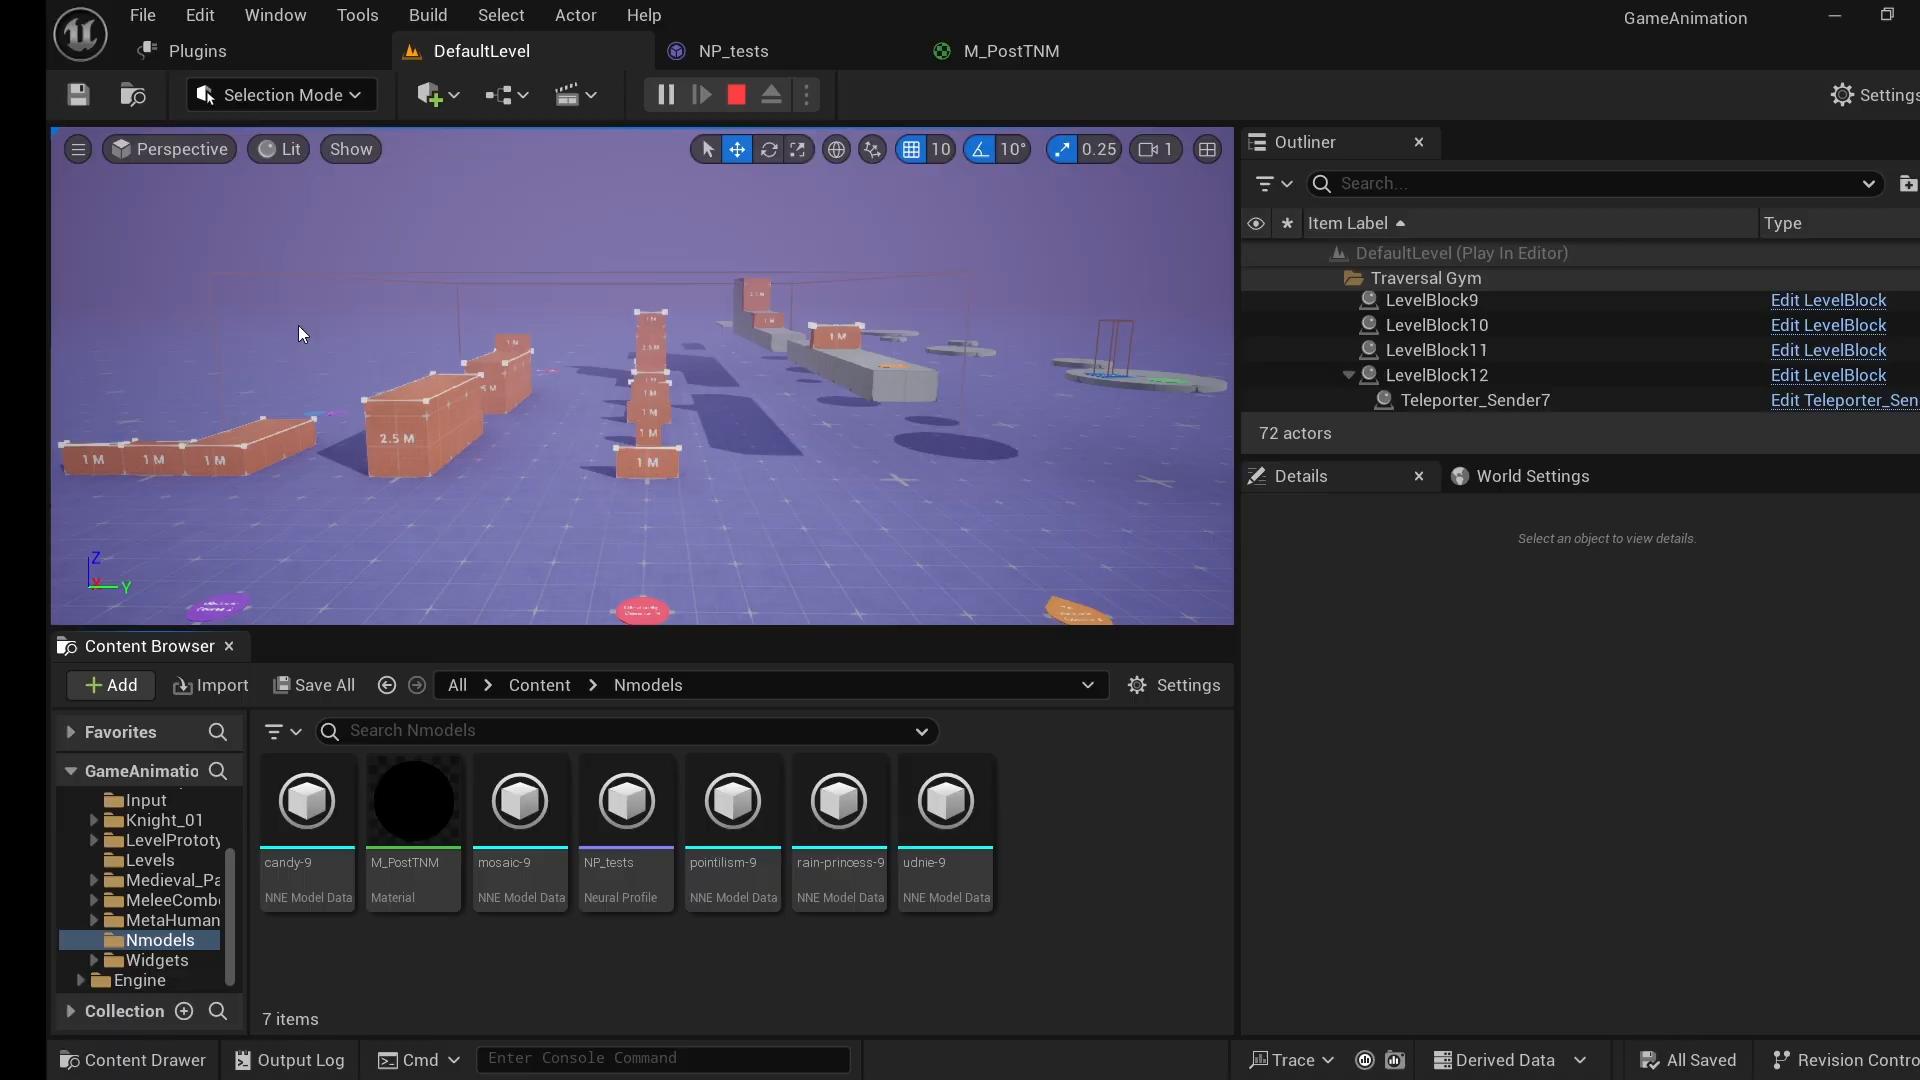 File Edit Window Tools Build Select Actor Help
GameAnimation
Plugins
DefaultLevel
NP_tests
M_PostTNM
Selection Mode
Settings
Perspective
Lit
Show
10
10°
0.25
1
1 M
2.5 M
1 M
1 M
1 M
1 M
1 M
1 M
2.5 M
Outliner
Search...
Item Label
Type
DefaultLevel (Play In Editor)
Traversal Gym
LevelBlock9 Edit LevelBlock
LevelBlock10 Edit LevelBlock
LevelBlock11 Edit LevelBlock
LevelBlock12 Edit LevelBlock
Teleporter_Sender7 Edit Teleporter_Sen
72 actors
Details
World Settings
Select an object to view details.
Z
X
Y
Content Browser
Add
Import
Save All
All > Content > Nmodels
Settings
Favorites
Search Nmodels
GameAnimatio
Input
Knight_01
LevelPrototy
Levels
Medieval_Pa
MeleeComb
MetaHuman
Nmodels
Widgets
Engine
Collection
candy-9
NNE Model Data
M_PostTNM
Material
mosaic-9
NNE Model Data
NP_tests
Neural Profile
pointilism-9
NNE Model Data
rain-princess-9
NNE Model Data
udnie-9
NNE Model Data
7 items
Content Drawer
Output Log
Cmd
Enter Console Command
Trace
Derived Data
All Saved
Revision Contro